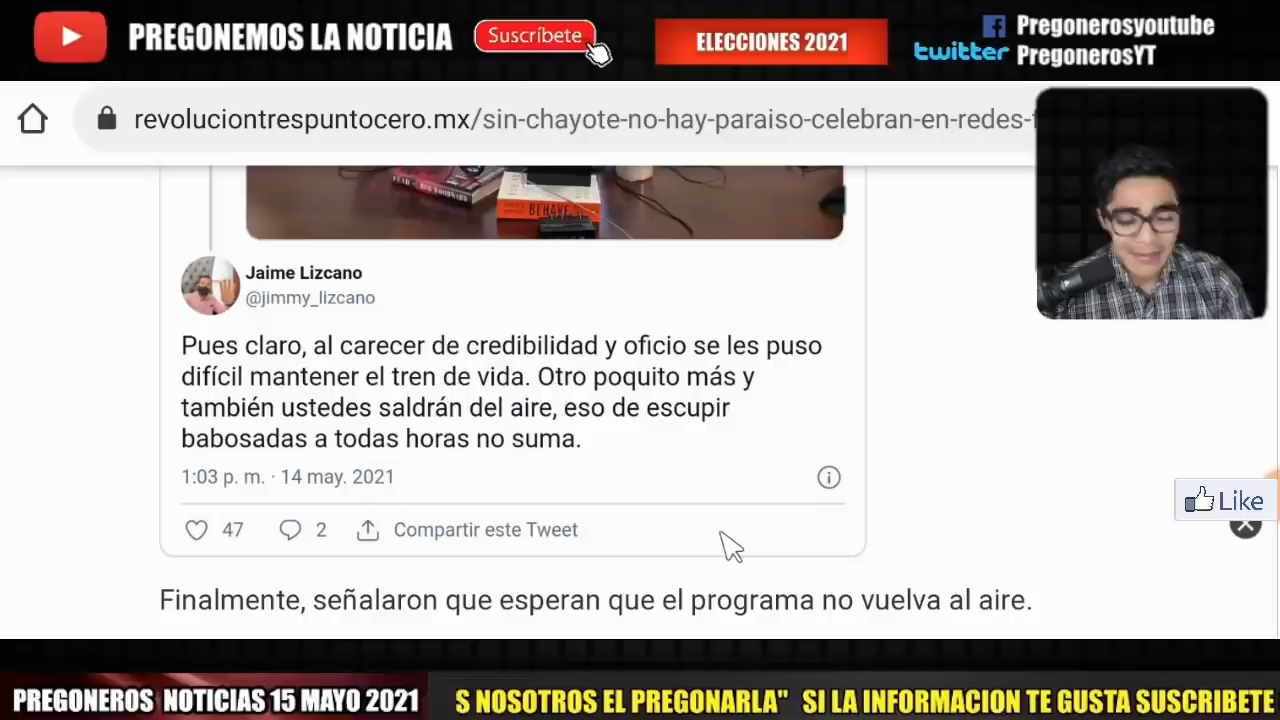 PREGONEMOS LA NOTICIA
Suscríbete
ELECCIONES 2021
Pregonerosyoutube
twitter PregonerosYT
revoluciontrespuntocero.mx/sin-chayote-no-hay-paraiso-celebran-en-redes-
FEAR BOB WOODWARD
BEHAVE
Jaime Lizcano
@jimmy_lizcano
Pues claro, al carecer de credibilidad y oficio se les puso
difícil mantener el tren de vida. Otro poquito más y
también ustedes saldrán del aire, eso de escupir
babosadas a todas horas no suma.
1:03 p. m. · 14 may. 2021
47 2 Compartir este Tweet
Like
Finalmente, señalaron que esperan que el programa no vuelva al aire.
PREGONEROS NOTICIAS 15 MAYO 2021
S NOSOTROS EL PREGONARLA" SI LA INFORMACION TE GUSTA SUSCRIBETE